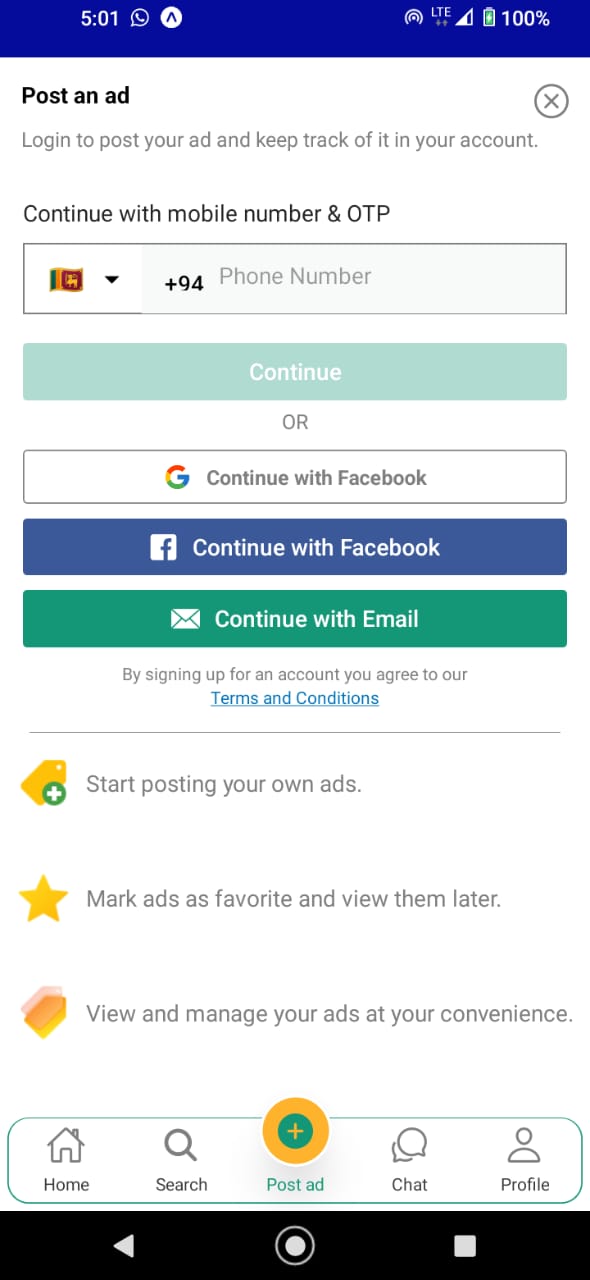 5:01
LTE
100%
Post an ad
Login to post your ad and keep track of it in your account.
Continue with mobile number & OTP
+94 Phone Number
Continue
OR
Continue with Facebook
Continue with Facebook
Continue with Email
By signing up for an account you agree to our
Terms and Conditions
Start posting your own ads.
Mark ads as favorite and view them later.
View and manage your ads at your convenience.
Home Search Post ad Chat Profile